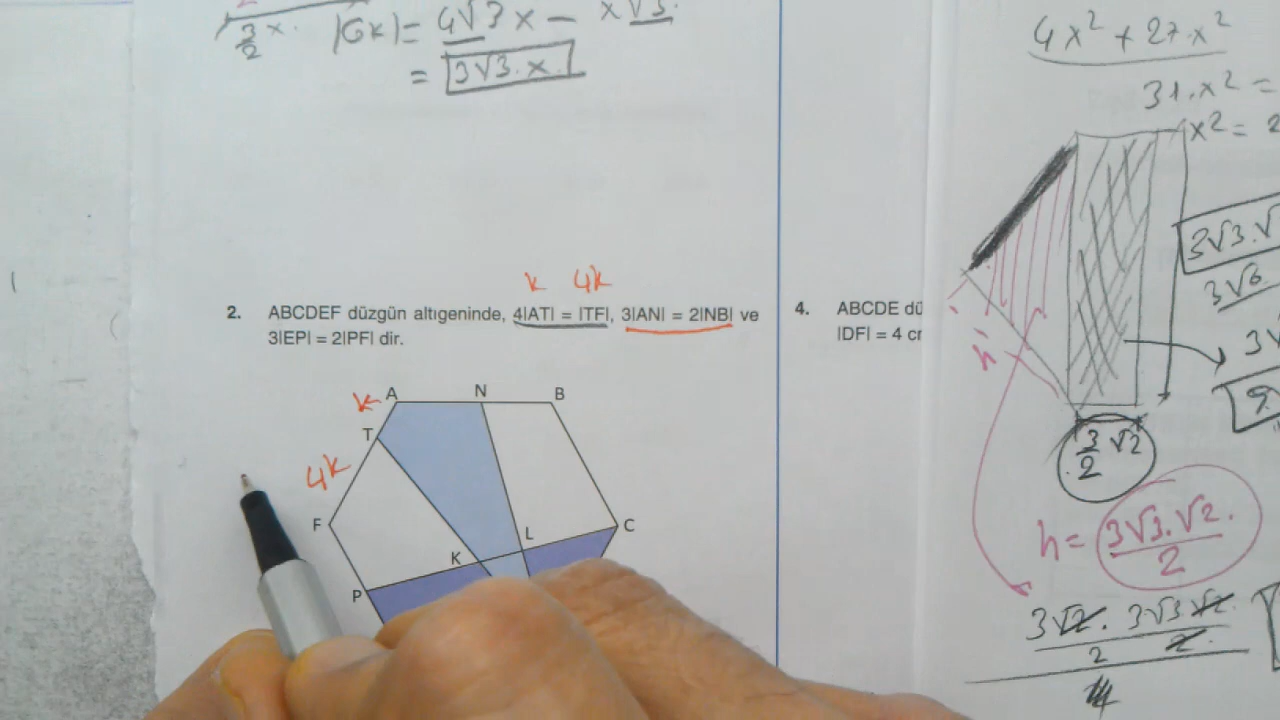 3/2 x. |GK| = 4√3 x - x√3.
= 3√3.x.
k 4k
2. ABCDEF düzgün altıgeninde, 4|AT| = |TF|, 3|AN| = 2|NB| ve
3|EP| = 2|PF| dir.
k A N B
T
4k
F C
L
K
P
4. ABCDE dü
|DF| = 4 cr
4x² + 27.x²
31.x² =
x² = 2
3√3.√
3√6
h
3/2 √2
h = 3√3.√2. / 2
3√2. 3√3√2. / 2 2.